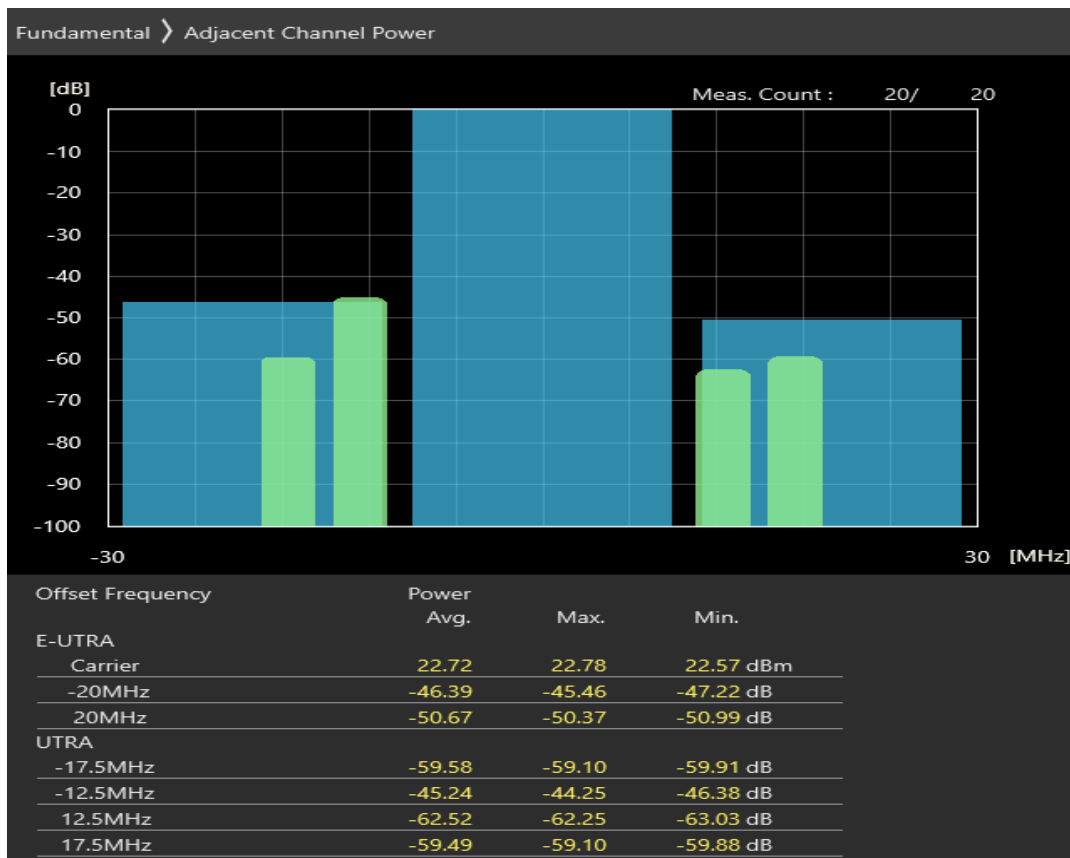 Fundamental 〉 Adjacent Channel Power
[dB]
Meas. Count : 20/ 20
0
-10
-20
-30
-40
-50
-60
-70
-80
-90
-100
-30 30 [MHz]
Offset Frequency Power
Avg. Max. Min.
E-UTRA
Carrier 22.72 22.78 22.57 dBm
-20MHz -46.39 -45.46 -47.22 dB
20MHz -50.67 -50.37 -50.99 dB
UTRA
-17.5MHz -59.58 -59.10 -59.91 dB
-12.5MHz -45.24 -44.25 -46.38 dB
12.5MHz -62.52 -62.25 -63.03 dB
17.5MHz -59.49 -59.10 -59.88 dB